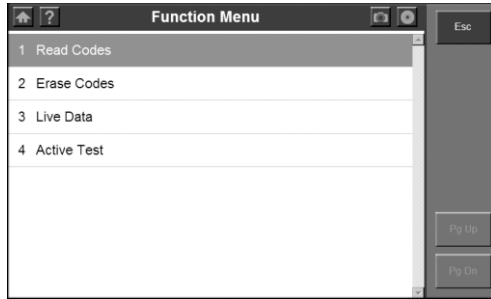 ? Function Menu Esc
1 Read Codes
2 Erase Codes
3 Live Data
4 Active Test
Pg Up
Pg Dn